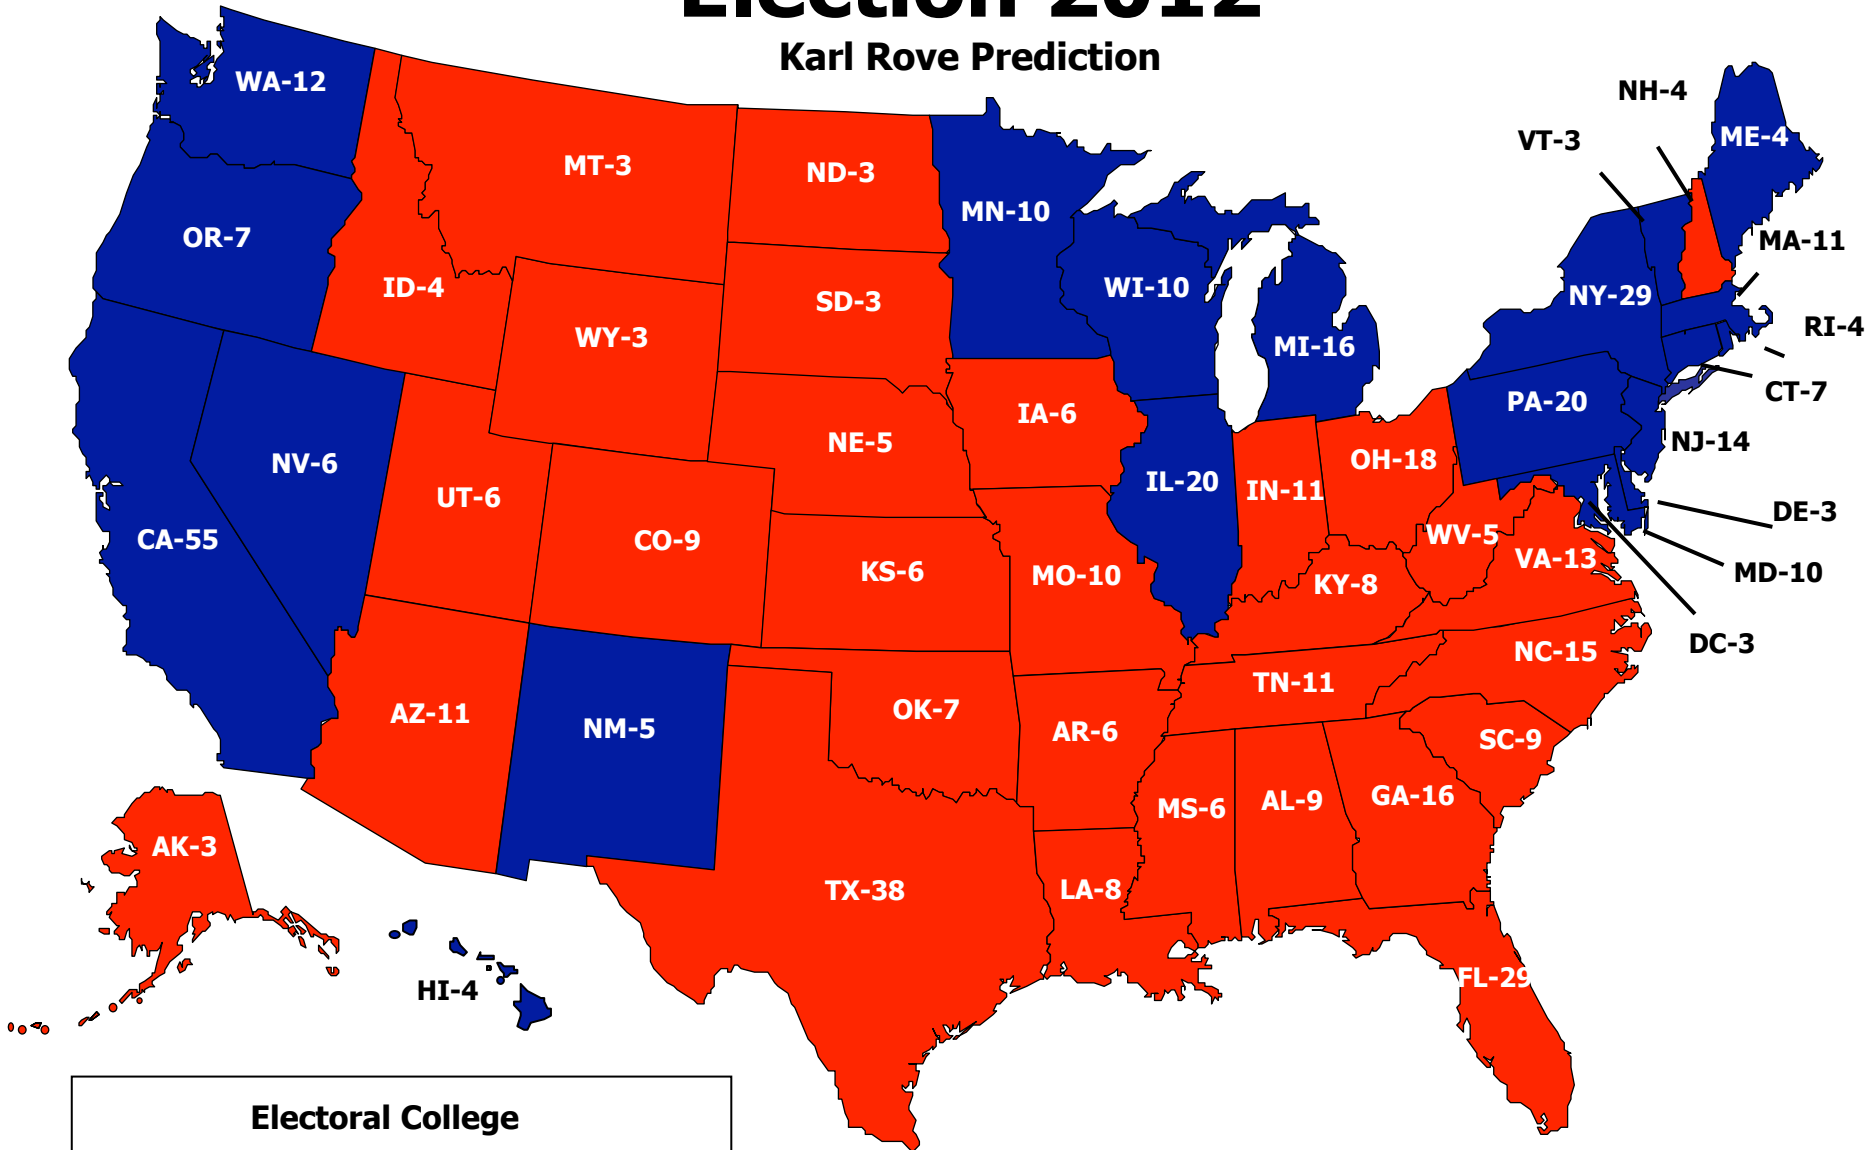 Election 2012
Karl Rove Prediction
WA-12
NH-4
ME-4
VT-3
MT-3
ND-3
MN-10
OR-7
MA-11
ID-4
SD-3
WI-10
NY-29
RI-4
WY-3
MI-16
CT-7
PA-20
IA-6
NE-5
NJ-14
NV-6
OH-18
UT-6
IL-20
IN-11
DE-3
CA-55
CO-9
WV-5
VA-13
KS-6
MO-10
KY-8
MD-10
DC-3
NC-15
TN-11
AZ-11
NM-5
OK-7
AR-6
SC-9
MS-6
AL-9
GA-16
AK-3
TX-38
LA-8
FL-29
HI-4
Electoral College